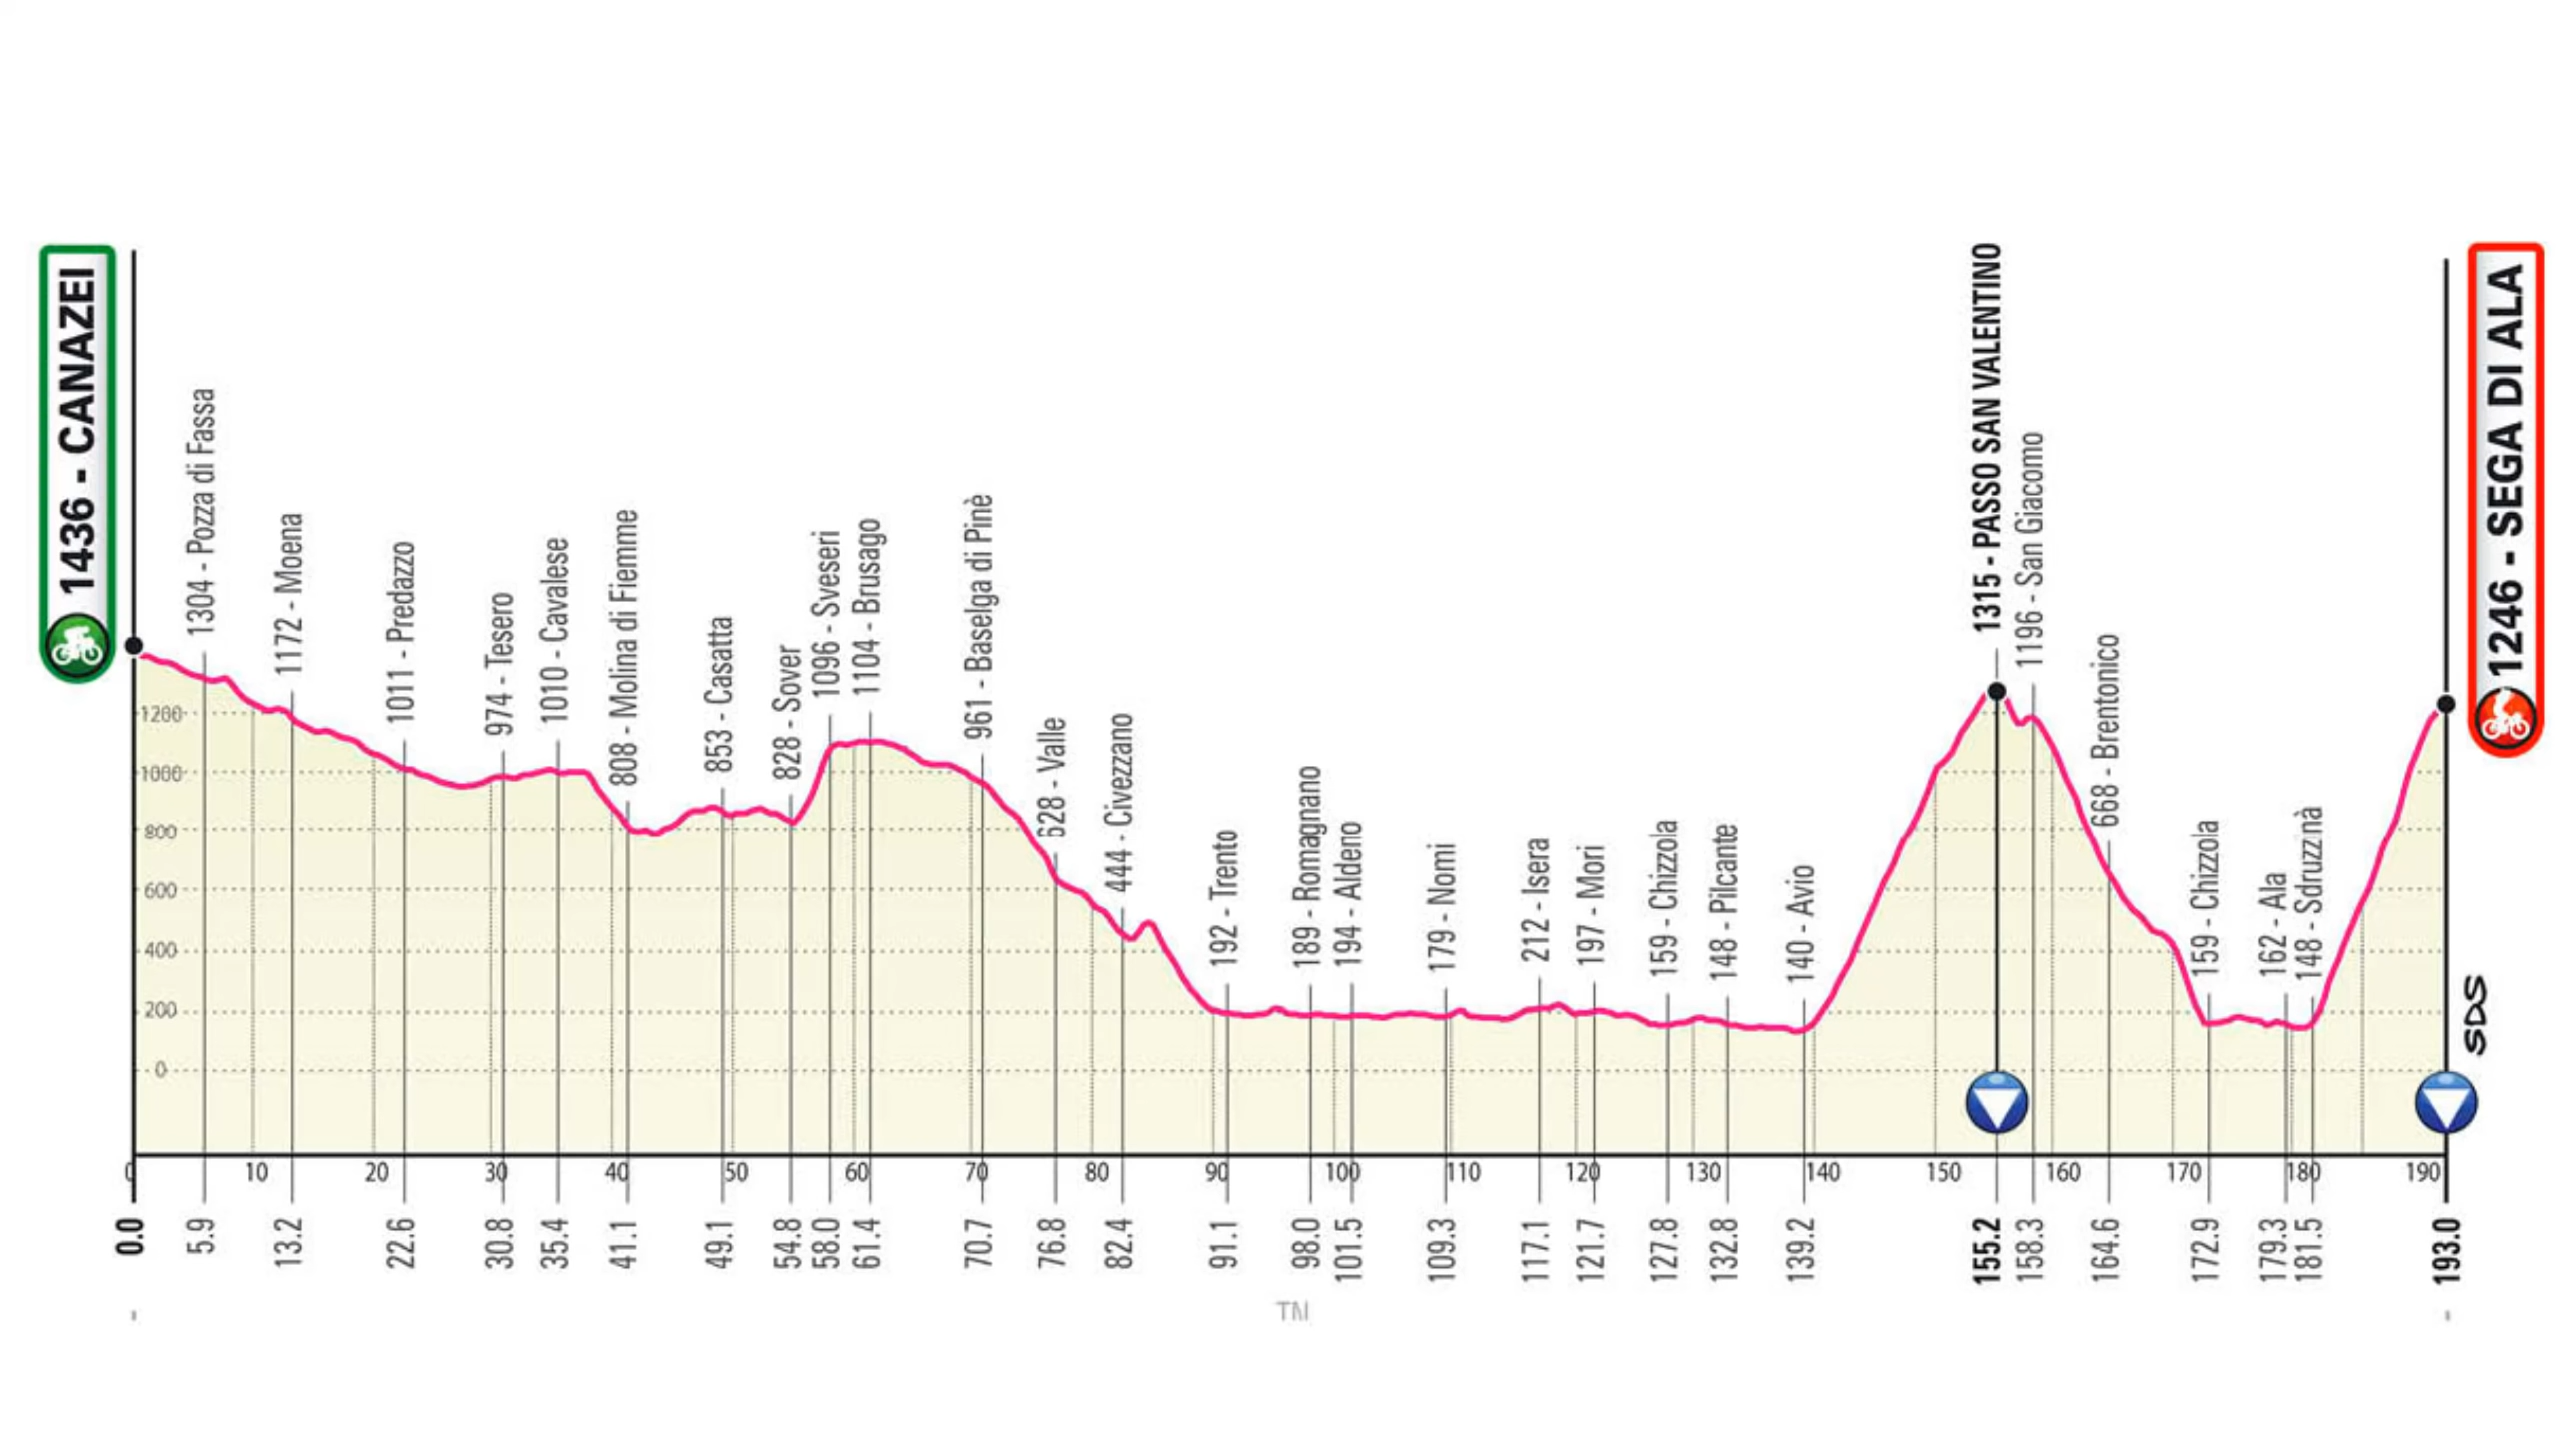 1436 - CANAZEI
1304 - Pozza di Fassa
1172 - Moena
1011 - Predazzo
974 - Tesero
1010 - Cavalese
808 - Molina di Fiemme
853 - Casatta
828 - Sover
1096 - Sveseri
1104 - Brusago
961 - Baselga di Pinè
628 - Valle
444 - Civezzano
192 - Trento
189 - Romagnano
194 - Aldeno
179 - Nomi
212 - Isera
197 - Mori
159 - Chizzola
148 - Pilcante
140 - Avio
1315 - PASSO SAN VALENTINO
1196 - San Giacomo
668 - Brentonico
159 - Chizzola
162 - Ala
148 - Sdruzzinà
1246 - SEGA DI ALA
1200
1000
800
600
400
200
0
SDS
0 10 20 30 40 50 60 70 80 90 100 110 120 130 140 150 160 170 180 190
0.0 5.9 13.2 22.6 30.8 35.4 41.1 49.1 54.8 58.0 61.4 70.7 76.8 82.4 91.1 98.0 101.5 109.3 117.1 121.7 127.8 132.8 139.2 155.2 158.3 164.6 172.9 179.3 181.5 193.0
TN